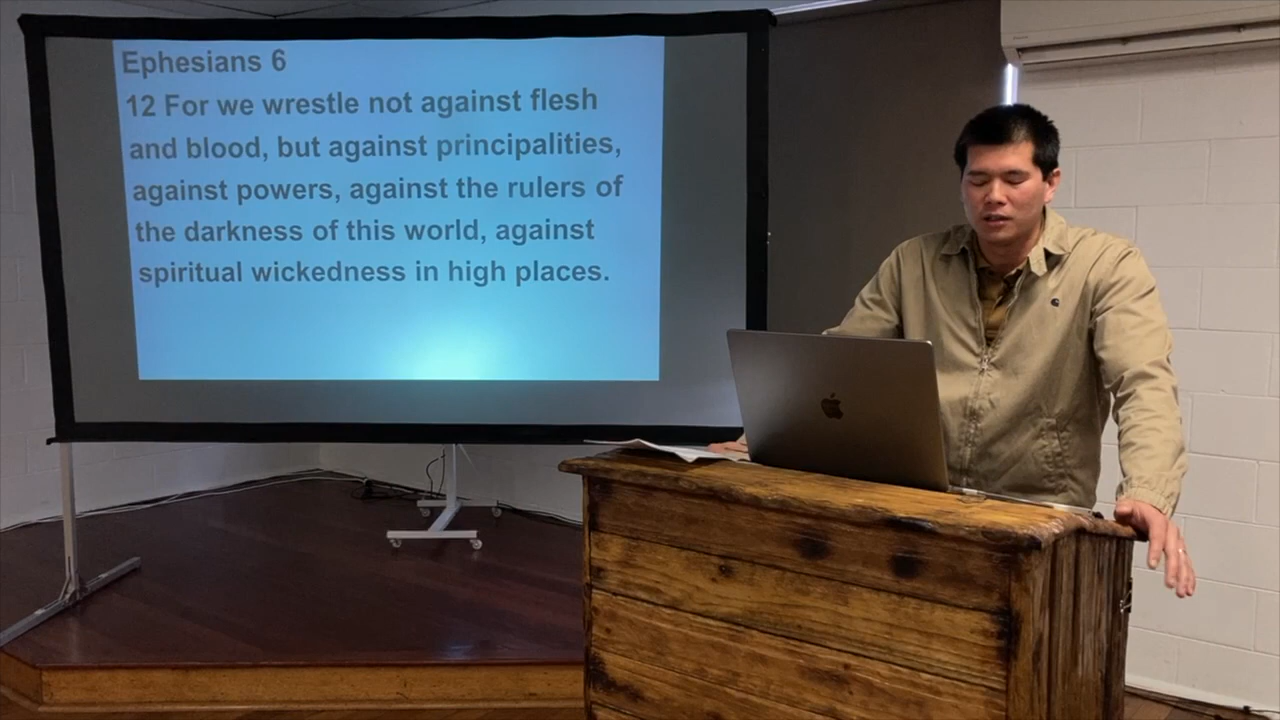 Ephesians 6
12 For we wrestle not against flesh
and blood, but against principalities,
against powers, against the rulers of
the darkness of this world, against
spiritual wickedness in high places.